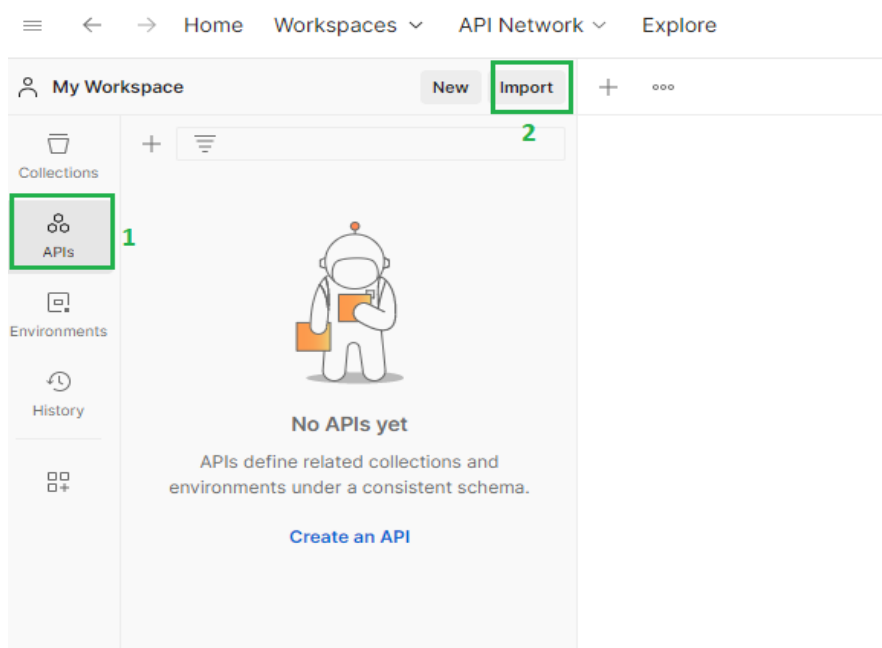 Home Workspaces API Network Explore
My Workspace New Import
2
Collections
APIs
1
Environments
History
No APIs yet
APIs define related collections and
environments under a consistent schema.
Create an API